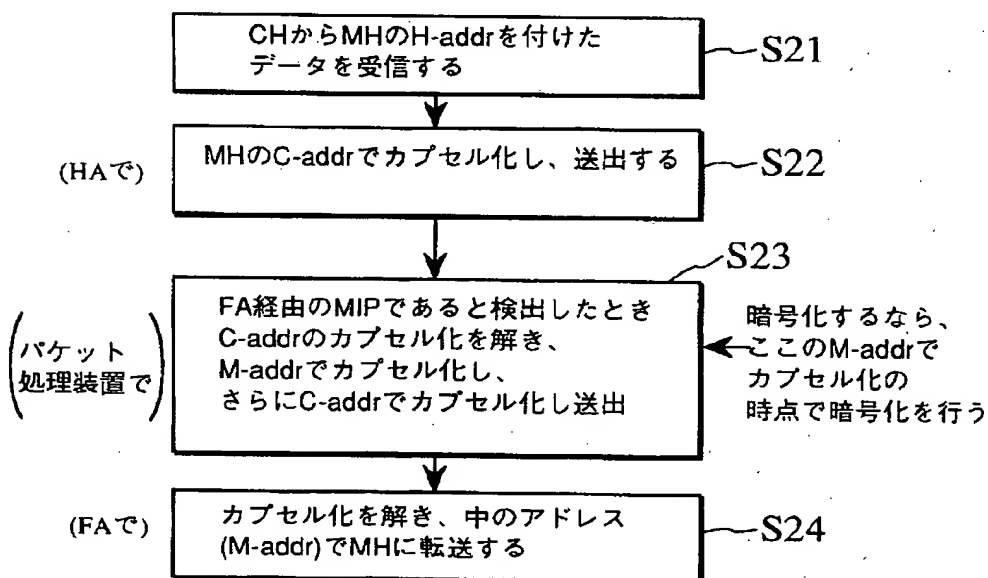 CHからMHのH-addrを付けた
データを受信する
S21
(HAで)
MHのC-addrでカプセル化し、送出する
S22
S23
(パケット
処理装置で)
FA経由のMIPであると検出したとき
C-addrのカプセル化を解き、
M-addrでカプセル化し、
さらにC-addrでカプセル化し送出
暗号化するなら、
ここのM-addrで
カプセル化の
時点で暗号化を行う
(FAで)
カプセル化を解き、中のアドレス
(M-addr)でMHに転送する
S24